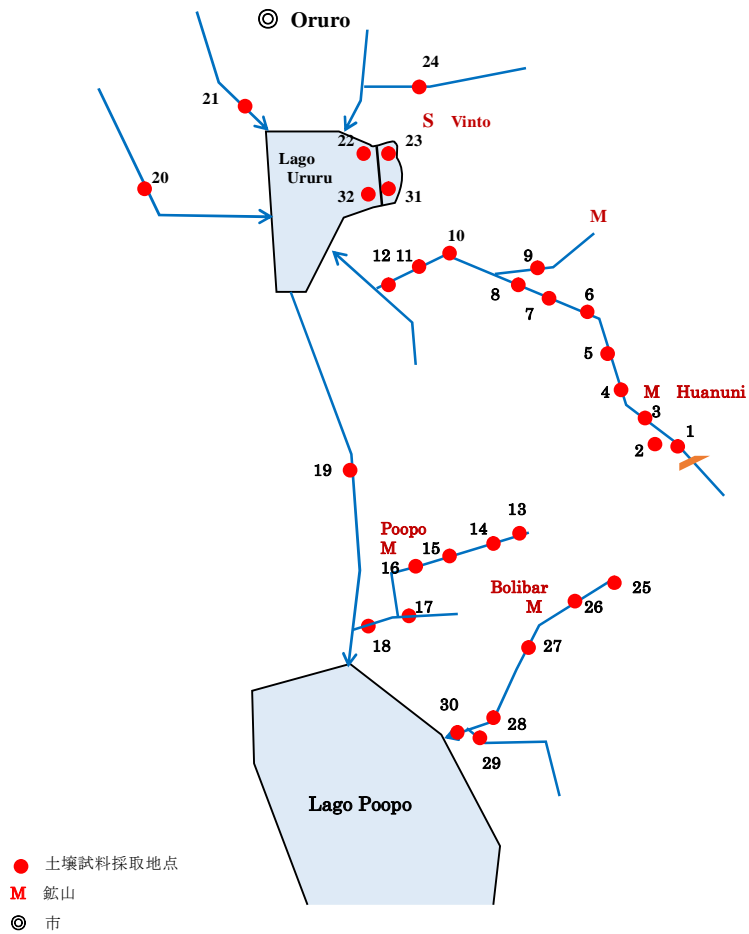 Oruro
24
21
S Vinto
22
23
Lago
Ururu
20
32
31
M
10
12 11
9
8
7
6
5
4
M Huanuni
3
1
2
19
13
Poopo
M
14
15
16
Bolibar
M
25
26
17
18
27
30
28
29
Lago Poopo
土壌試料採取地点
M 鉱山
市